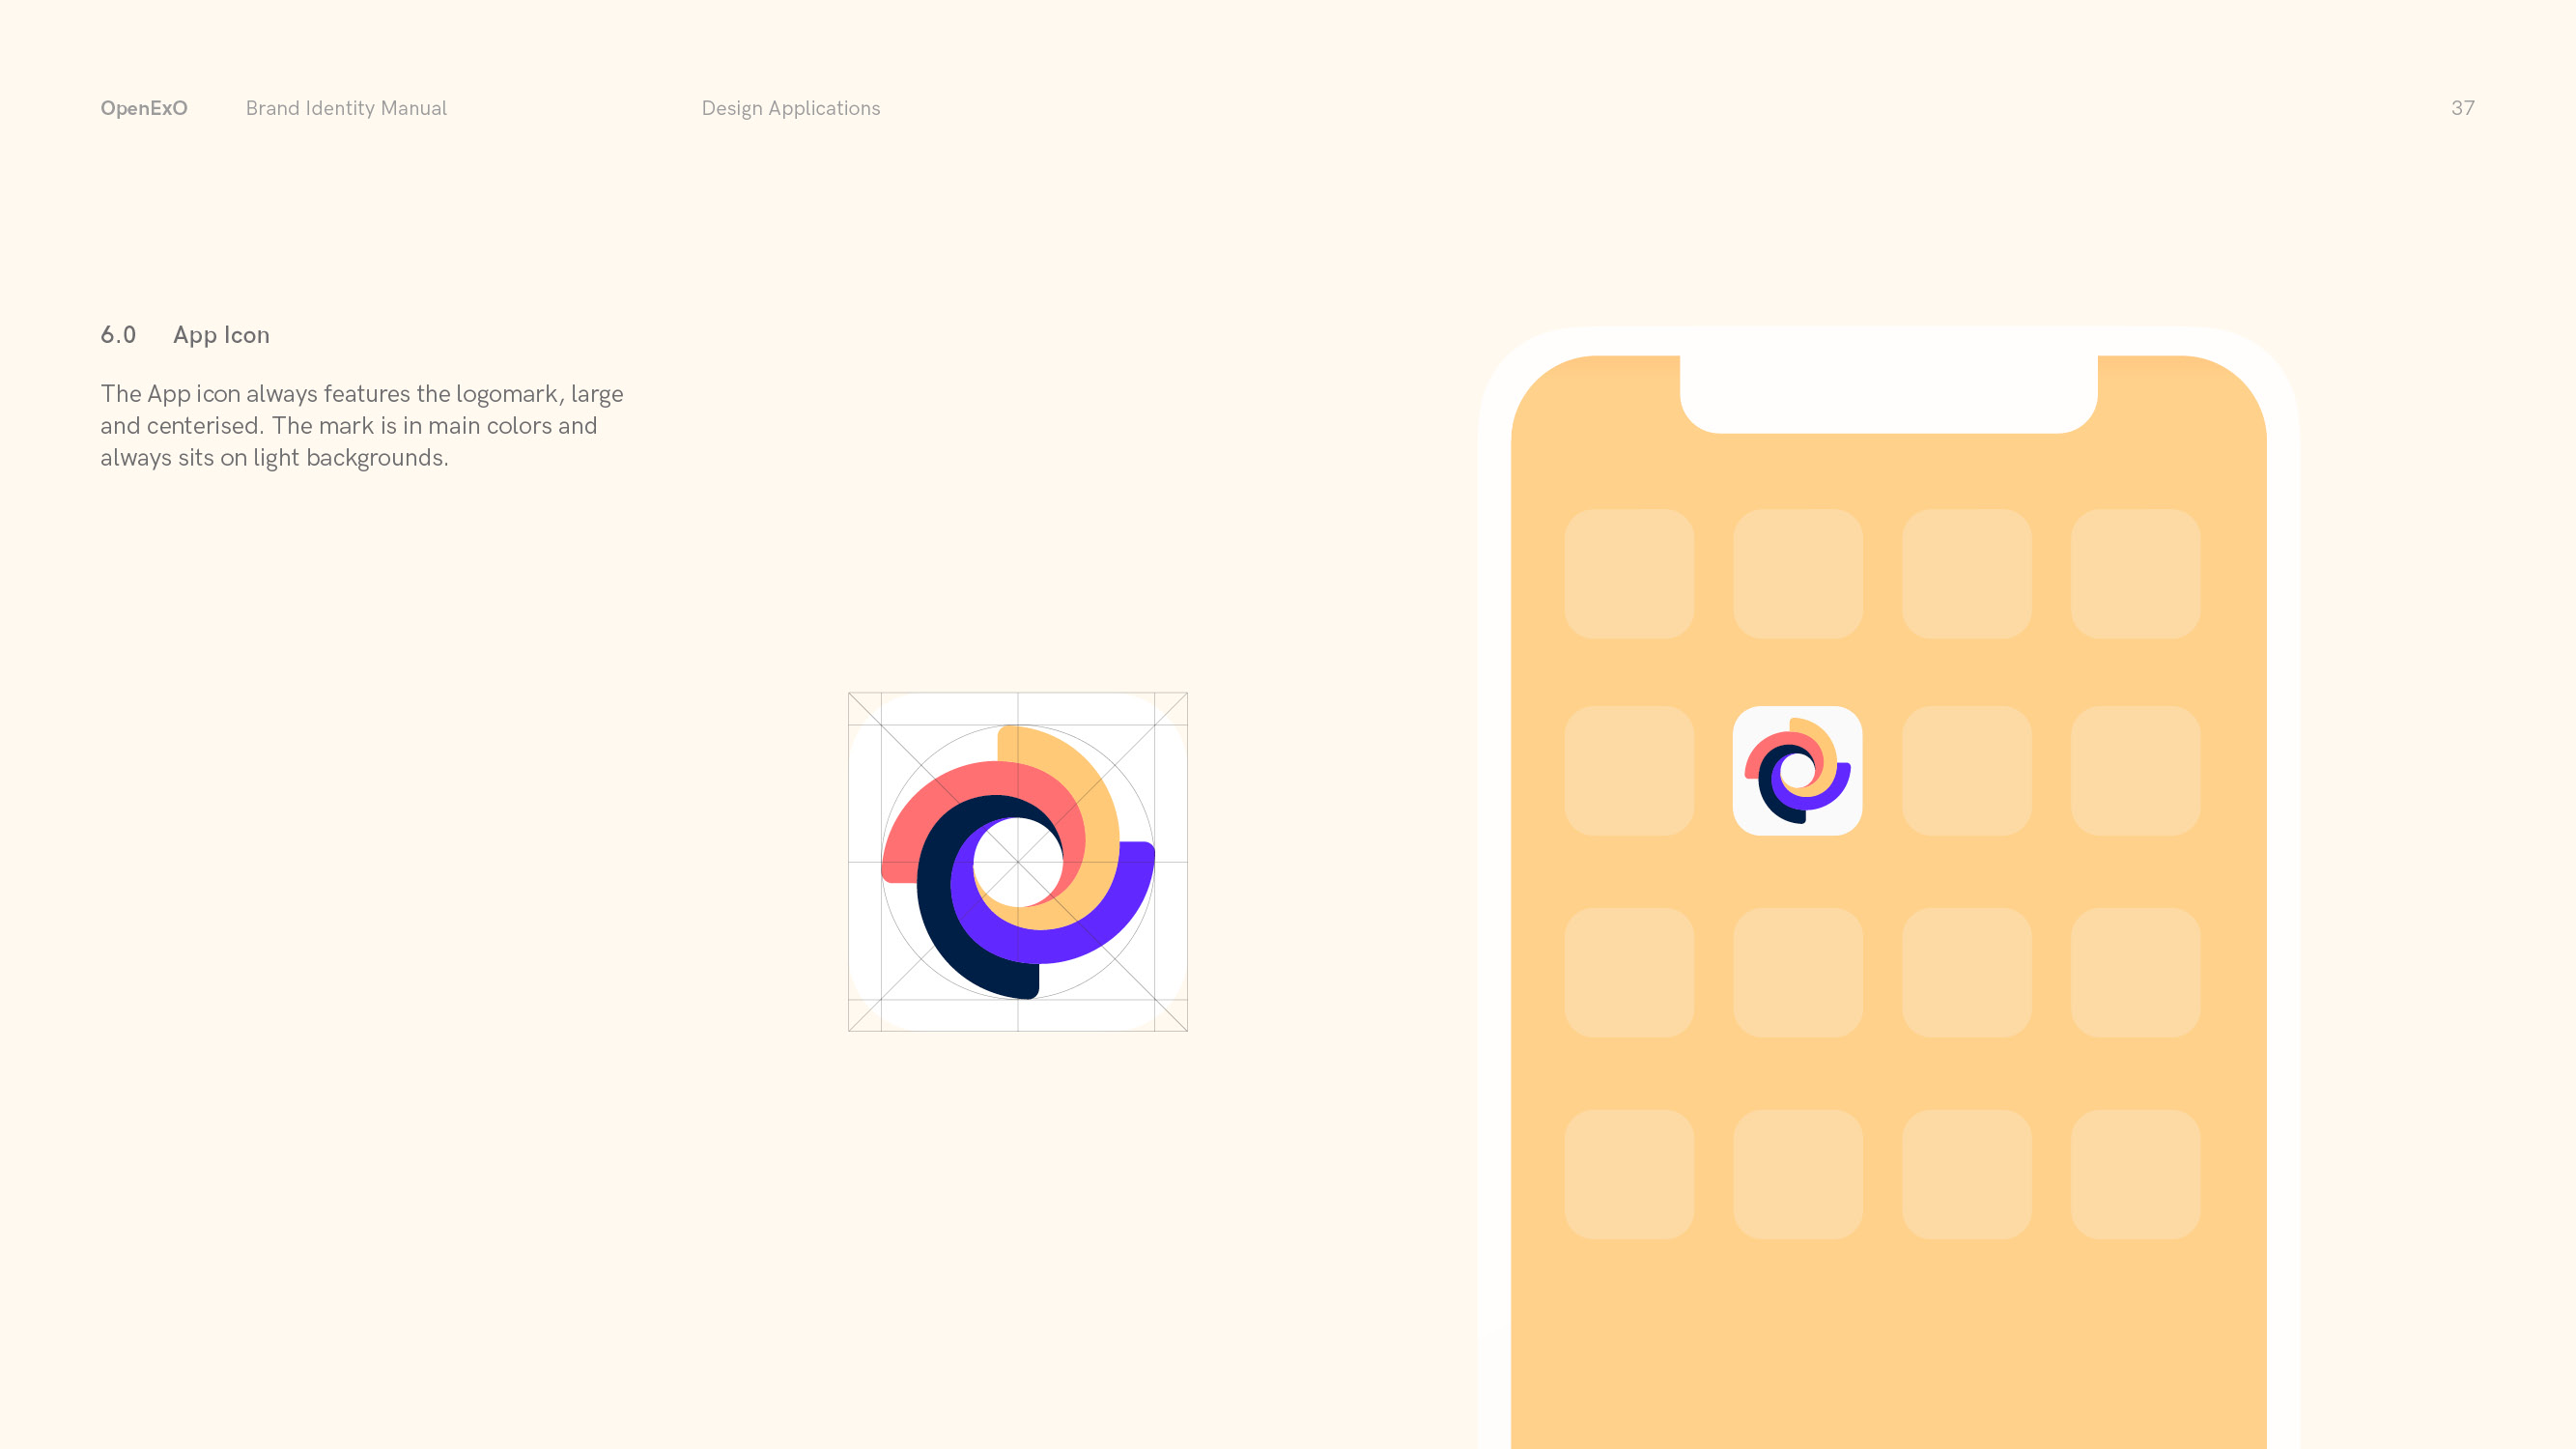 OpenExO Brand Identity Manual Design Applications 37
6.0 App Icon
The App icon always features the logomark, large
and centerised. The mark is in main colors and
always sits on light backgrounds.